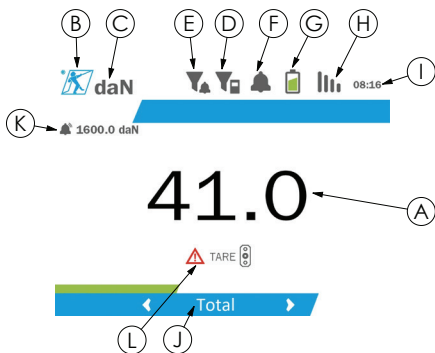 B C E D F G H I
daN 08:16
K 1600.0 daN
41.0 A
TARE
Total
L J